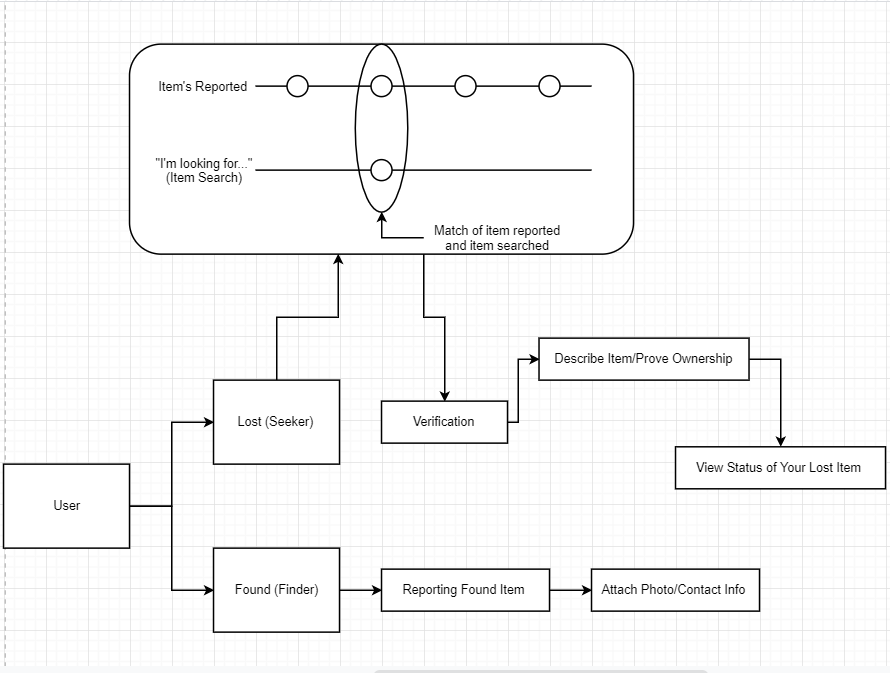 Item's Reported
"I'm looking for..."
(Item Search)
Match of item reported
and item searched
Describe Item/Prove Ownership
Lost (Seeker)
Verification
View Status of Your Lost Item
User
Found (Finder)
Reporting Found Item
Attach Photo/Contact Info